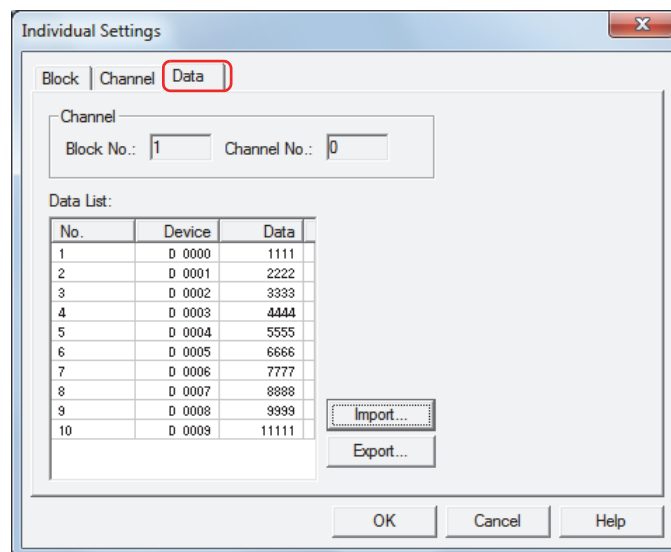 Individual Settings
Block Channel Data
Channel
Block No.: 1 Channel No.: 0
Data List:
No. Device Data
1 D 0000 1111
2 D 0001 2222
3 D 0002 3333
4 D 0003 4444
5 D 0004 5555
6 D 0005 6666
7 D 0006 7777
8 D 0007 8888
9 D 0008 9999
10 D 0009 11111
Import...
Export...
OK Cancel Help